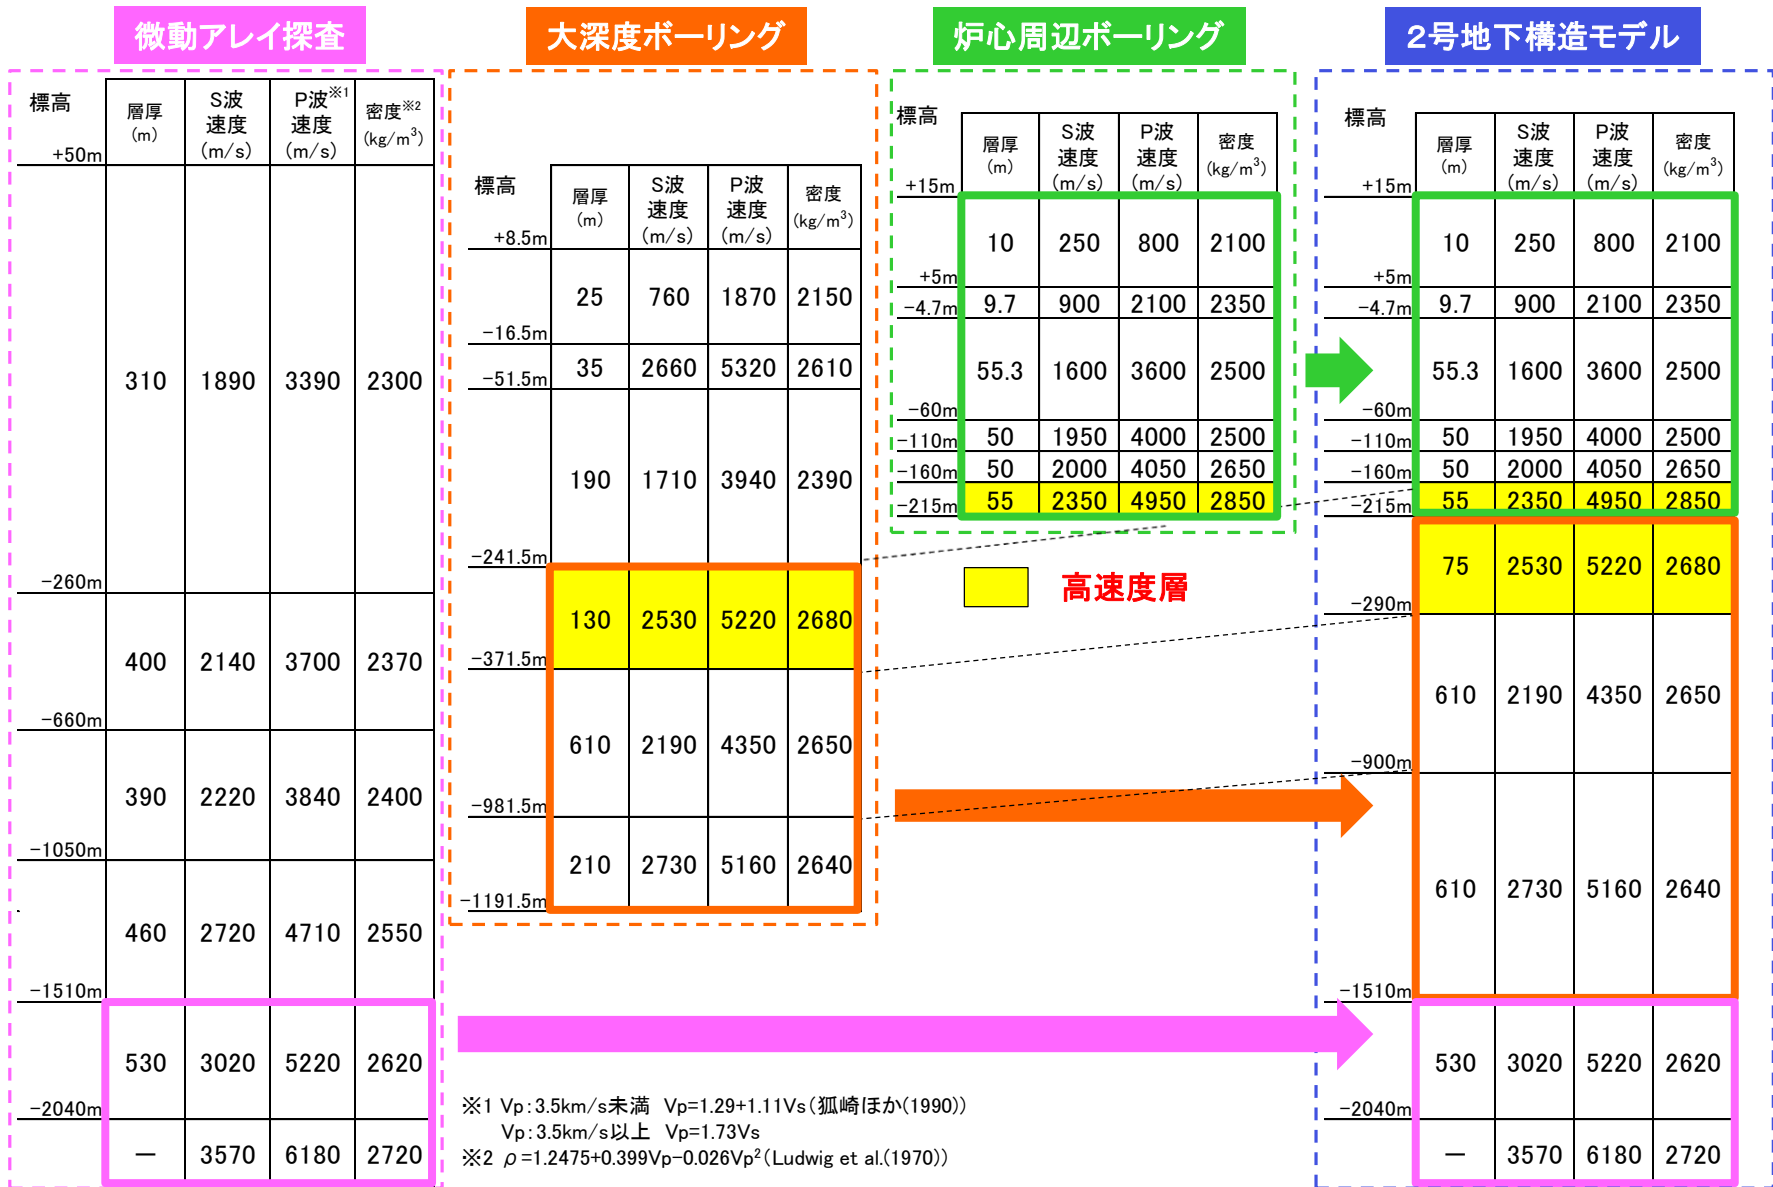 微動アレイ探査
標高
層厚
(m)
S波
速度
(m/s)
P波※1
速度
(m/s)
密度※2
(kg/m³)
+50m
310 1890 3390 2300
-260m
400 2140 3700 2370
-660m
390 2220 3840 2400
-1050m
460 2720 4710 2550
-1510m
530 3020 5220 2620
-2040m
― 3570 6180 2720
大深度ボーリング
標高
層厚
(m)
S波
速度
(m/s)
P波
速度
(m/s)
密度
(kg/m³)
+8.5m
25 760 1870 2150
-16.5m
35 2660 5320 2610
-51.5m
190 1710 3940 2390
-241.5m
130 2530 5220 2680
-371.5m
610 2190 4350 2650
-981.5m
210 2730 5160 2640
-1191.5m
炉心周辺ボーリング
標高
層厚
(m)
S波
速度
(m/s)
P波
速度
(m/s)
密度
(kg/m³)
+15m
10 250 800 2100
+5m
9.7 900 2100 2350
-4.7m
55.3 1600 3600 2500
-60m
50 1950 4000 2500
-110m
50 2000 4050 2650
-160m
55 2350 4950 2850
-215m
高速度層
2号地下構造モデル
標高
層厚
(m)
S波
速度
(m/s)
P波
速度
(m/s)
密度
(kg/m³)
+15m
10 250 800 2100
+5m
9.7 900 2100 2350
-4.7m
55.3 1600 3600 2500
-60m
50 1950 4000 2500
-110m
50 2000 4050 2650
-160m
55 2350 4950 2850
-215m
75 2530 5220 2680
-290m
610 2190 4350 2650
-900m
610 2730 5160 2640
-1510m
530 3020 5220 2620
-2040m
― 3570 6180 2720
※1 Vp:3.5km/s未満 Vp=1.29+1.11Vs(狐崎ほか(1990))
Vp:3.5km/s以上 Vp=1.73Vs
※2 ρ=1.2475+0.399Vp-0.026Vp²(Ludwig et al.(1970))